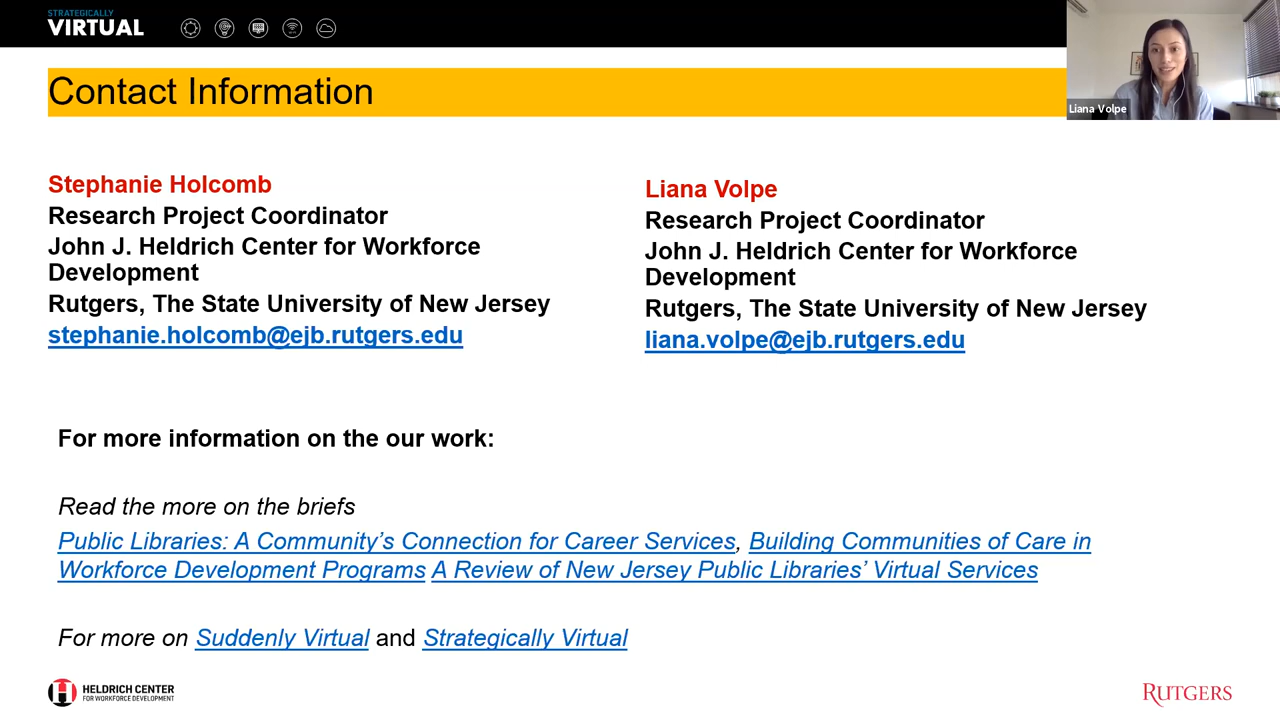 STRATEGICALLY
VIRTUAL
Liana Volpe
Contact Information
Stephanie Holcomb
Research Project Coordinator
John J. Heldrich Center for Workforce
Development
Rutgers, The State University of New Jersey
stephanie.holcomb@ejb.rutgers.edu
Liana Volpe
Research Project Coordinator
John J. Heldrich Center for Workforce
Development
Rutgers, The State University of New Jersey
liana.volpe@ejb.rutgers.edu
For more information on the our work:
Read the more on the briefs
Public Libraries: A Community’s Connection for Career Services, Building Communities of Care in
Workforce Development Programs A Review of New Jersey Public Libraries’ Virtual Services
For more on Suddenly Virtual and Strategically Virtual
HELDRICH CENTER
FOR WORKFORCE DEVELOPMENT
RUTGERS